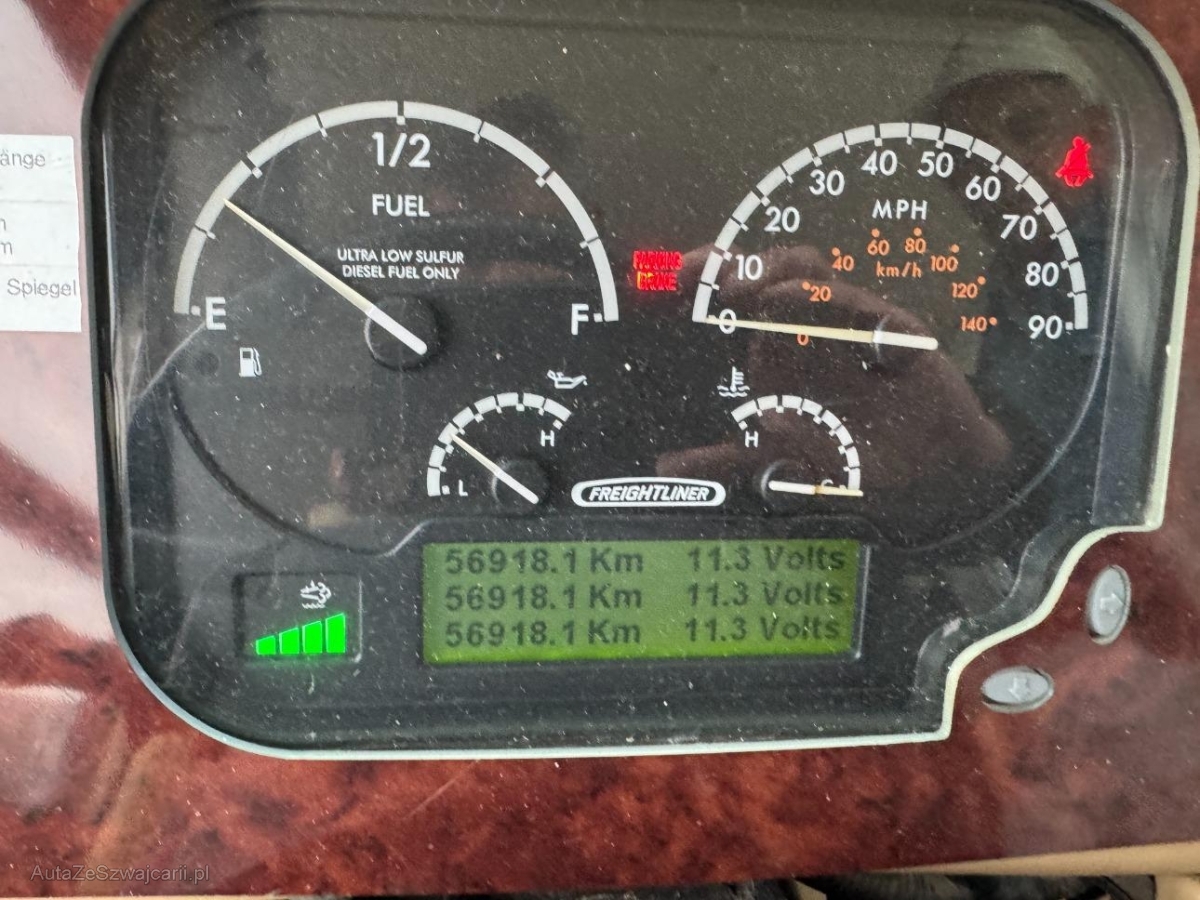 änge
m
Spiegel
1/2
FUEL
ULTRA LOW SULFUR
DIESEL FUEL ONLY
E
F
PARKING
BRAKE
0
10
20
30
40
50
60
70
80
90
MPH
0
20
40
60
80
100
120
140
km/h
L
H
H
C
FREIGHTLINER
56918.1 Km 11.3 Volts
56918.1 Km 11.3 Volts
56918.1 Km 11.3 Volts
AutaZeSzwajcarii.pl